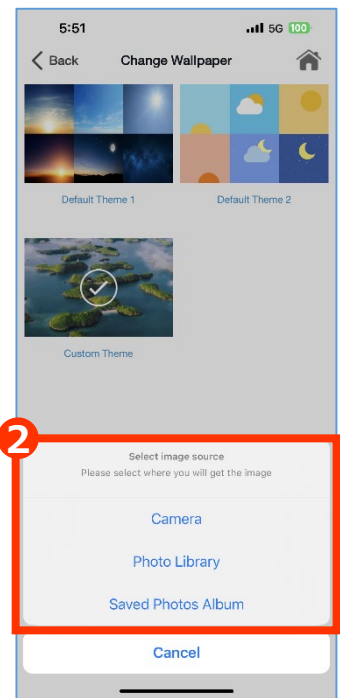 5:51 5G 100
Back Change Wallpaper
Default Theme 1 Default Theme 2
Custom Theme
2
Select image source
Please select where you will get the image
Camera
Photo Library
Saved Photos Album
Cancel